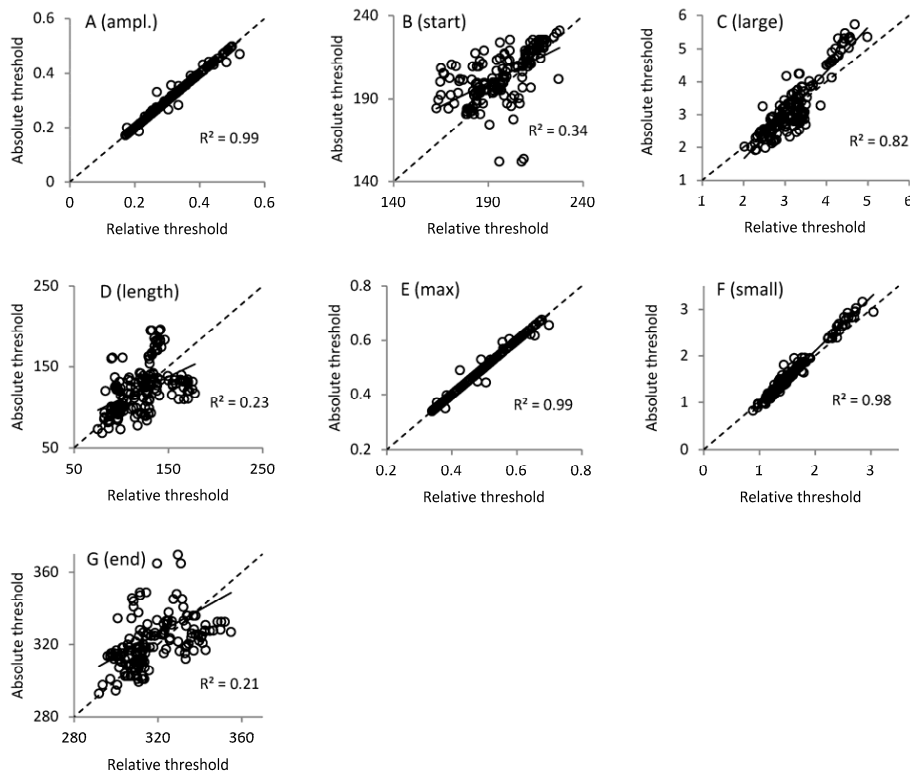 A (ampl.)
Absolute threshold
0.6
0.4
0.2
0
R² = 0.99
0 0.2 0.4 0.6
Relative threshold
B (start)
Absolute threshold
240
190
140
R² = 0.34
140 190 240
Relative threshold
C (large)
Absolute threshold
6
5
4
3
2
1
R² = 0.82
1 2 3 4 5 6
Relative threshold
D (length)
Absolute threshold
250
150
50
R² = 0.23
50 150 250
Relative threshold
E (max)
Absolute threshold
0.8
0.6
0.4
0.2
R² = 0.99
0.2 0.4 0.6 0.8
Relative threshold
F (small)
Absolute threshold
3
2
1
0
R² = 0.98
0 1 2 3
Relative threshold
G (end)
Absolute threshold
360
320
280
R² = 0.21
280 320 360
Relative threshold